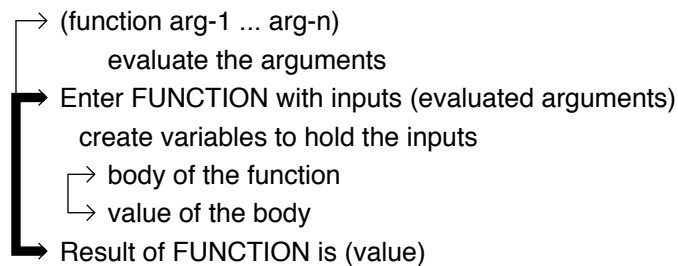 (function arg-1 ... arg-n)
evaluate the arguments
Enter FUNCTION with inputs (evaluated arguments)
create variables to hold the inputs
body of the function
value of the body
Result of FUNCTION is (value)